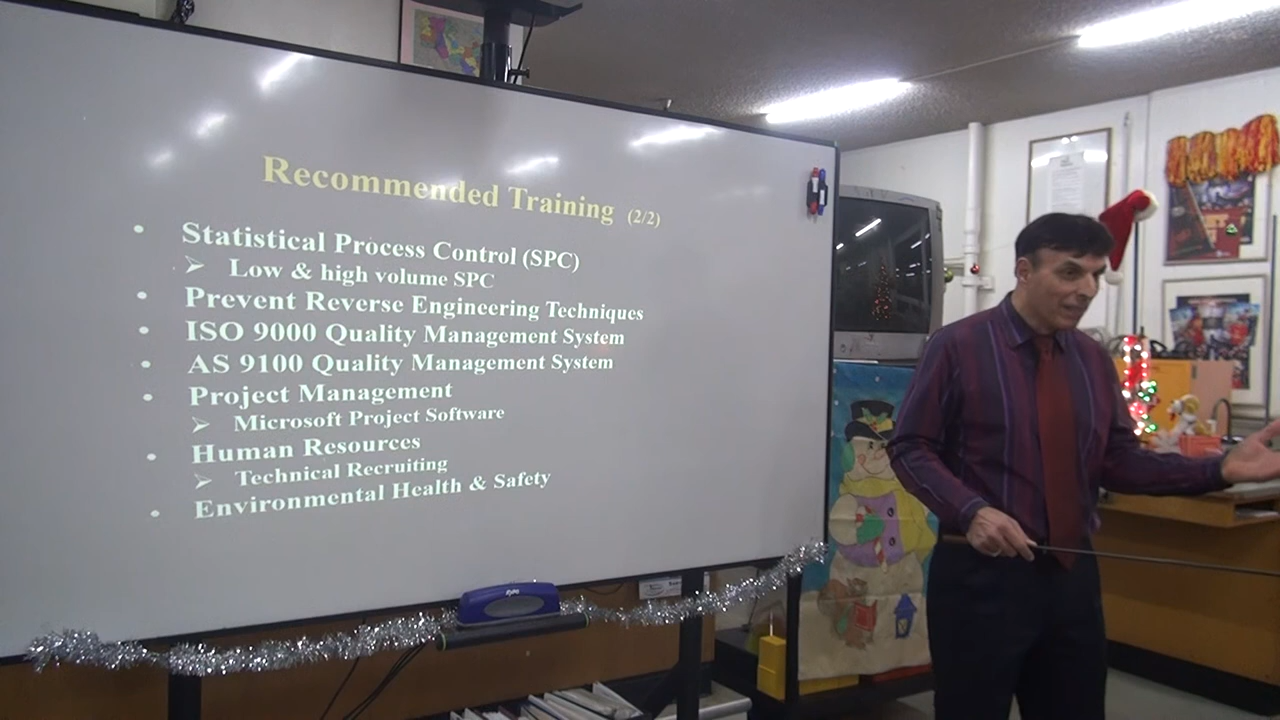 Recommended Training (2/2)
• Statistical Process Control (SPC)
➢ Low & high volume SPC
• Prevent Reverse Engineering Techniques
• ISO 9000 Quality Management System
• AS 9100 Quality Management System
• Project Management
➢ Microsoft Project Software
• Human Resources
➢ Technical Recruiting
• Environmental Health & Safety